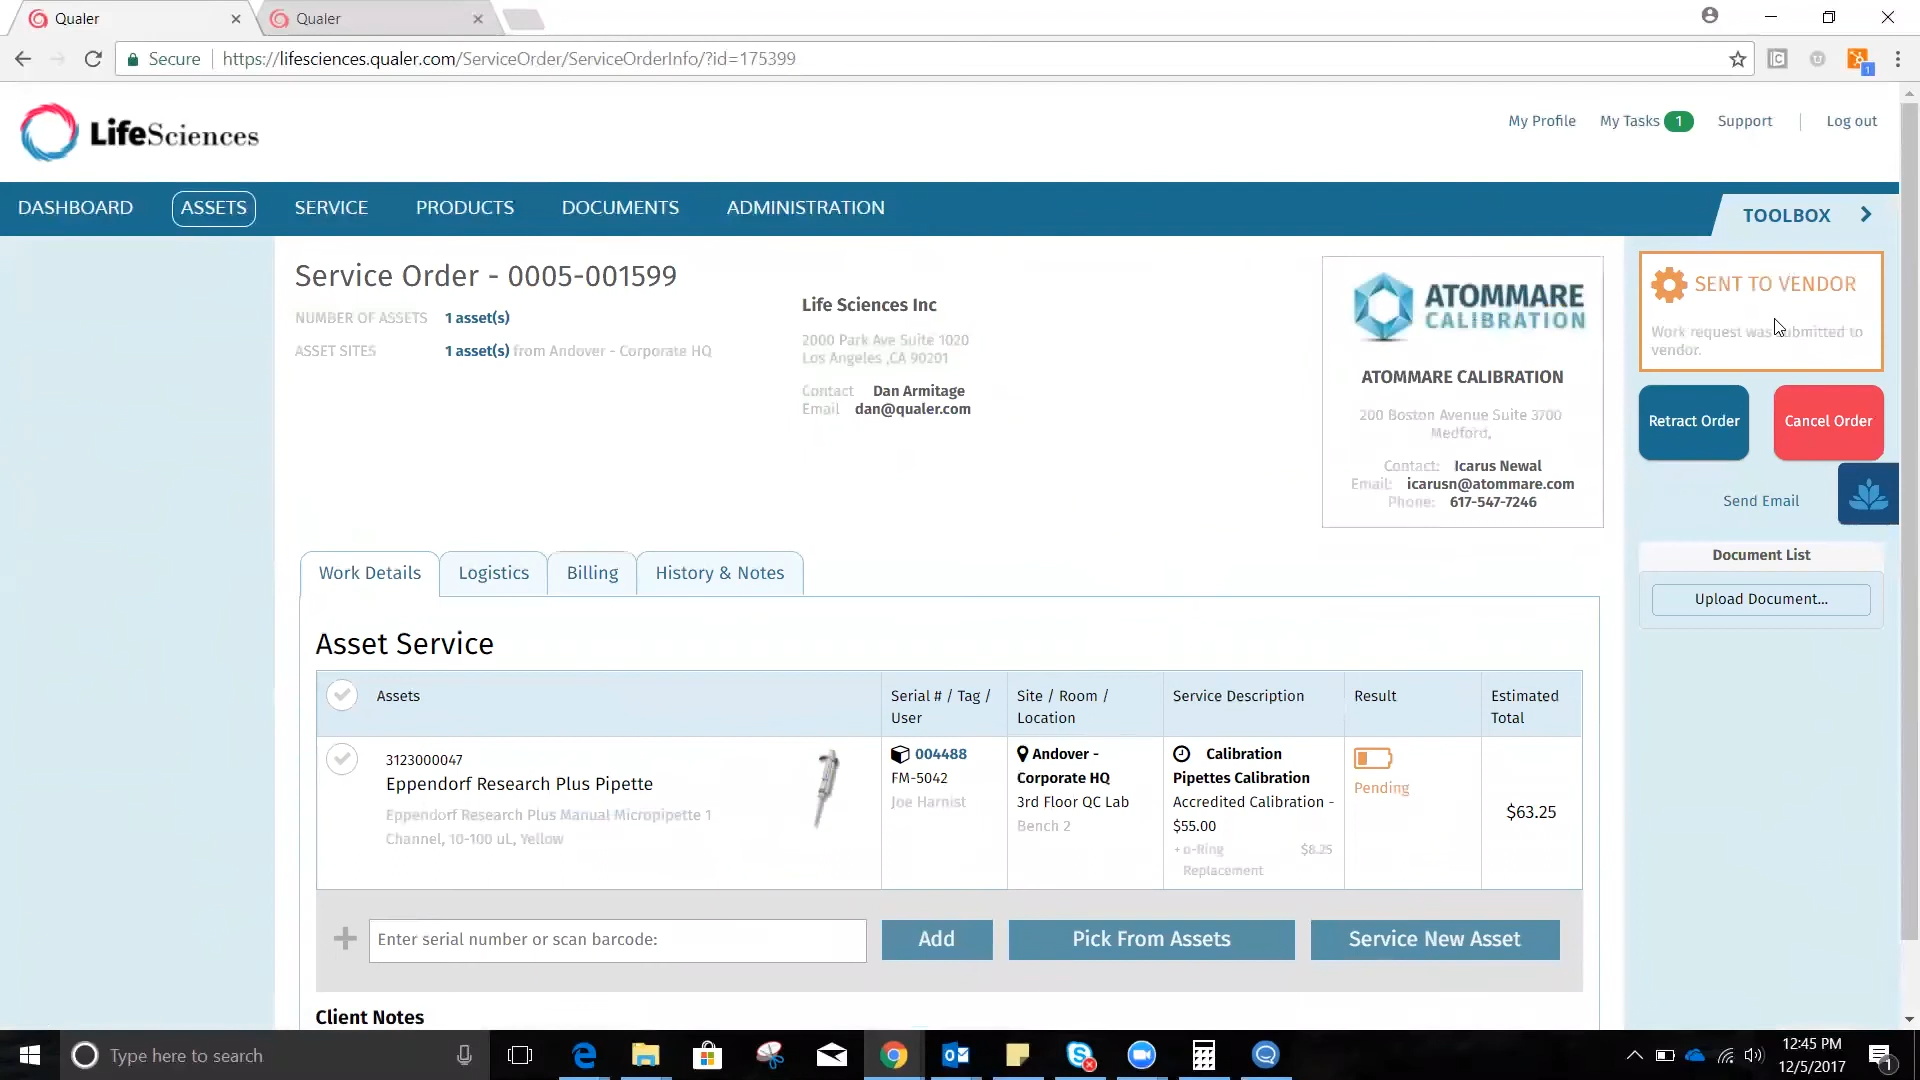 Qualer
Qualer
Secure
https://lifesciences.qualer.com/ServiceOrder/ServiceOrderInfo/?id=175399
1
LifeSciences
My Profile
My Tasks 1
Support
Log out
DASHBOARD
ASSETS
SERVICE
PRODUCTS
DOCUMENTS
ADMINISTRATION
TOOLBOX
Service Order - 0005-001599
NUMBER OF ASSETS 1 asset(s)
ASSET SITES 1 asset(s) from Andover - Corporate HQ
Life Sciences Inc
2000 Park Ave Suite 1020
Los Angeles ,CA 90201
Contact Dan Armitage
Email dan@qualer.com
ATOMMARE
CALIBRATION
ATOMMARE CALIBRATION
200 Boston Avenue Suite 3700
Medford,
Contact: Icarus Newal
Email: icarusn@atommare.com
Phone: 617-547-7246
SENT TO VENDOR
Work request was submitted to
vendor.
Retract Order
Cancel Order
Send Email
Document List
Upload Document...
Work Details
Logistics
Billing
History & Notes
Asset Service
Assets
Serial # / Tag /
User
Site / Room /
Location
Service Description
Result
Estimated
Total
3123000047
Eppendorf Research Plus Pipette
Eppendorf Research Plus Manual Micropipette 1
Channel, 10-100 uL, Yellow
004488
FM-5042
Joe Harnist
Andover -
Corporate HQ
3rd Floor QC Lab
Bench 2
Calibration
Pipettes Calibration
Accredited Calibration -
$55.00
+ o-Ring $8.25
Replacement
Pending
$63.25
Enter serial number or scan barcode:
Add
Pick From Assets
Service New Asset
Client Notes
Type here to search
12:45 PM
12/5/2017
1